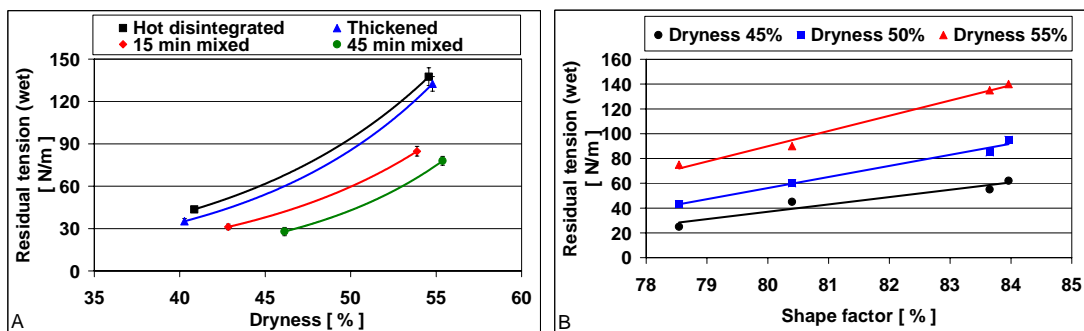 Hot disintegrated Thickened
15 min mixed 45 min mixed
Residual tension (wet)
[ N/m ]
150
120
90
60
30
0
35 40 45 50 55 60
Dryness [ % ]
A
Dryness 45% Dryness 50% Dryness 55%
Residual tension (wet)
[ N/m ]
160
140
120
100
80
60
40
20
0
78 79 80 81 82 83 84 85
Shape factor [ % ]
B